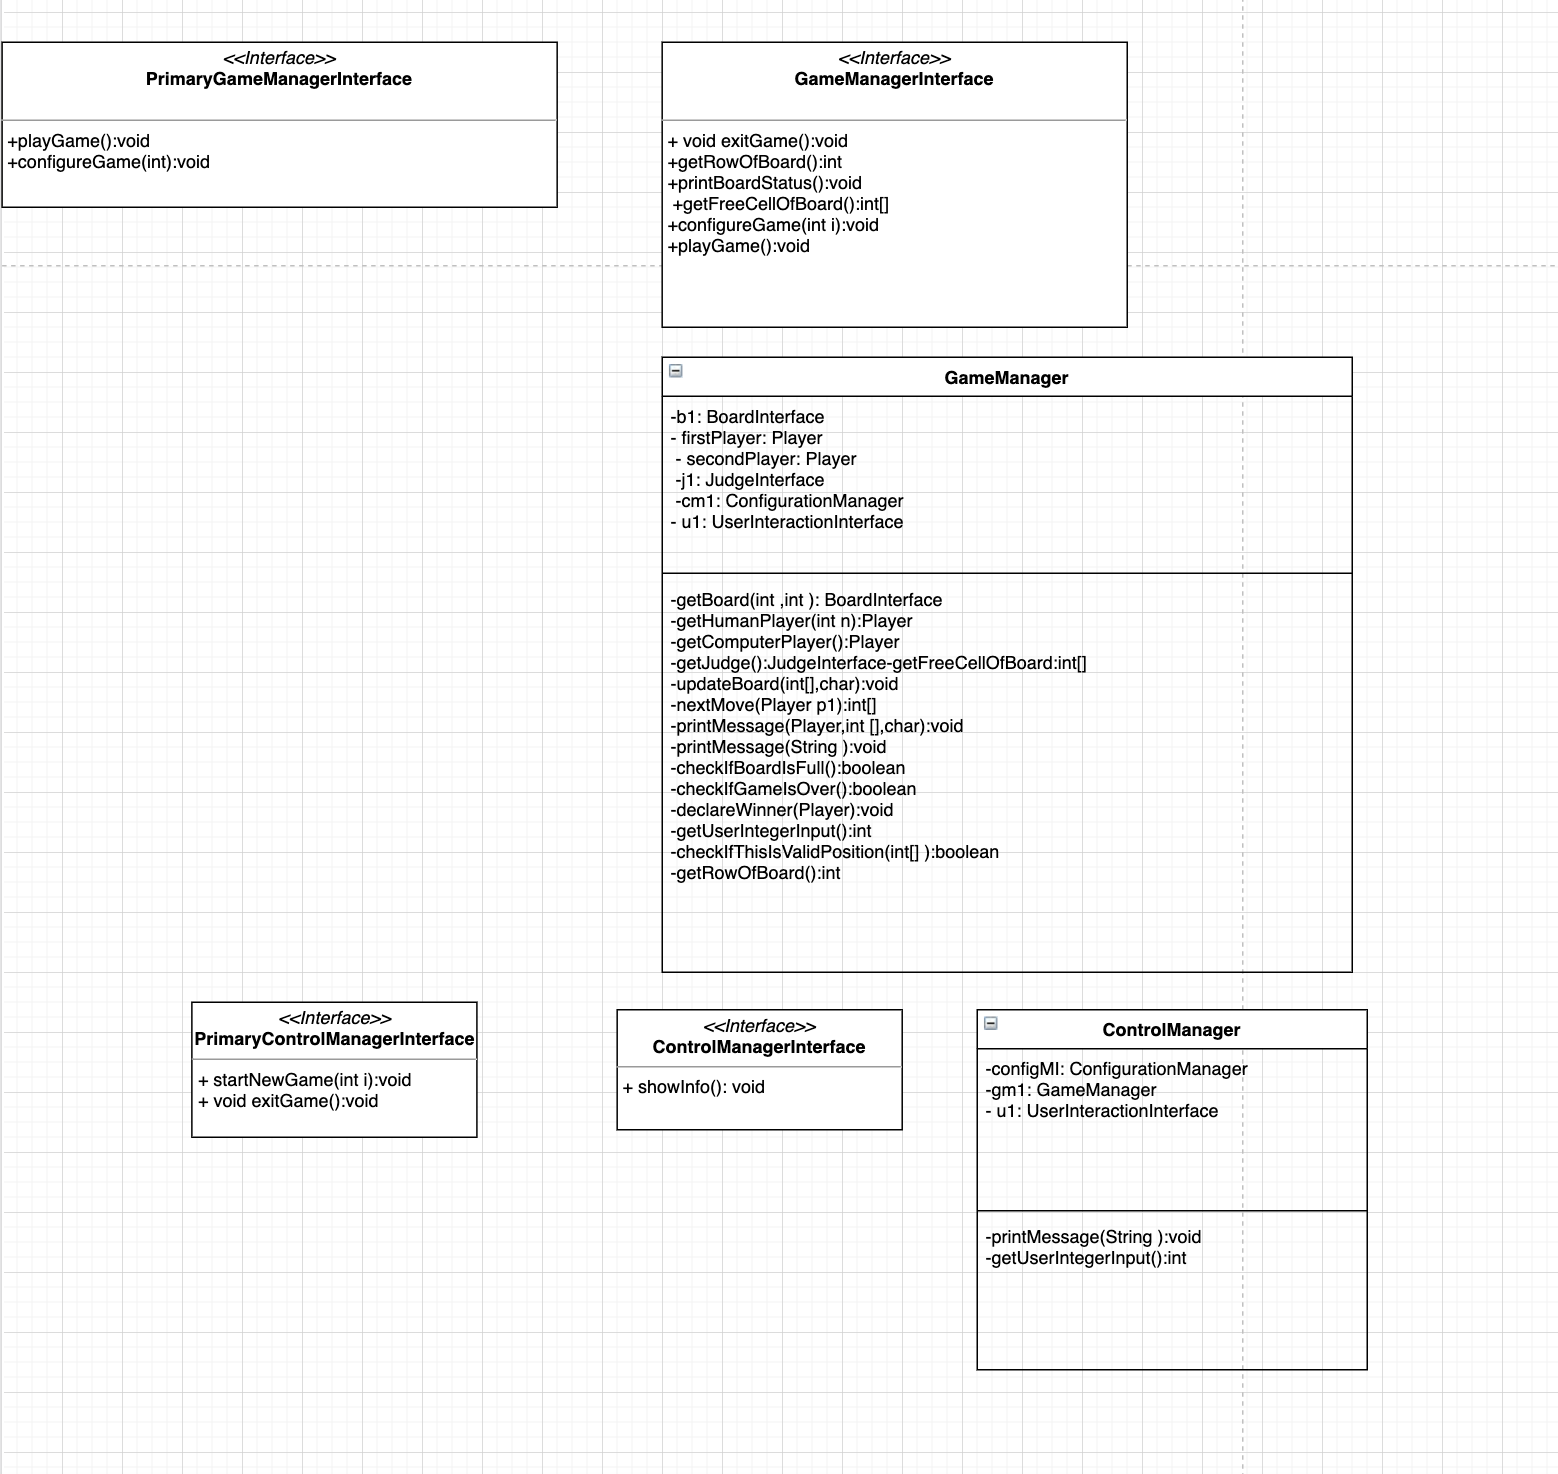 <<Interface>>
PrimaryGameManagerInterface
+playGame():void
+configureGame(int):void
<<Interface>>
GameManagerInterface
+ void exitGame():void
+getRowOfBoard():int
+printBoardStatus():void
+getFreeCellOfBoard():int[]
+configureGame(int i):void
+playGame():void
GameManager
-b1: BoardInterface
- firstPlayer: Player
- secondPlayer: Player
-j1: JudgeInterface
-cm1: ConfigurationManager
- u1: UserInteractionInterface
-getBoard(int ,int ): BoardInterface
-getHumanPlayer(int n):Player
-getComputerPlayer():Player
-getJudge():JudgeInterface-getFreeCellOfBoard:int[]
-updateBoard(int[],char):void
-nextMove(Player p1):int[]
-printMessage(Player,int [],char):void
-printMessage(String ):void
-checkIfBoardIsFull():boolean
-checkIfGameIsOver():boolean
-declareWinner(Player):void
-getUserIntegerInput():int
-checkIfThisIsValidPosition(int[] ):boolean
-getRowOfBoard():int
<<Interface>>
PrimaryControlManagerInterface
+ startNewGame(int i):void
+ void exitGame():void
<<Interface>>
ControlManagerInterface
+ showInfo(): void
ControlManager
-configMI: ConfigurationManager
-gm1: GameManager
- u1: UserInteractionInterface
-printMessage(String ):void
-getUserIntegerInput():int